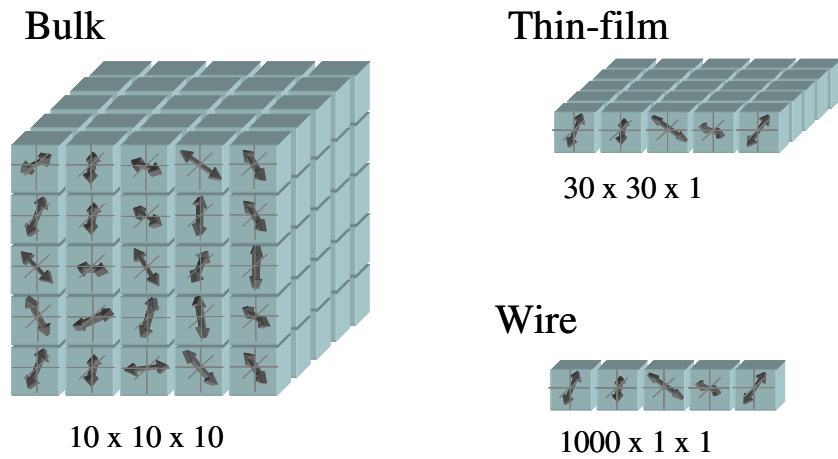 Bulk
10 x 10 x 10
Thin-film
30 x 30 x 1
Wire
1000 x 1 x 1